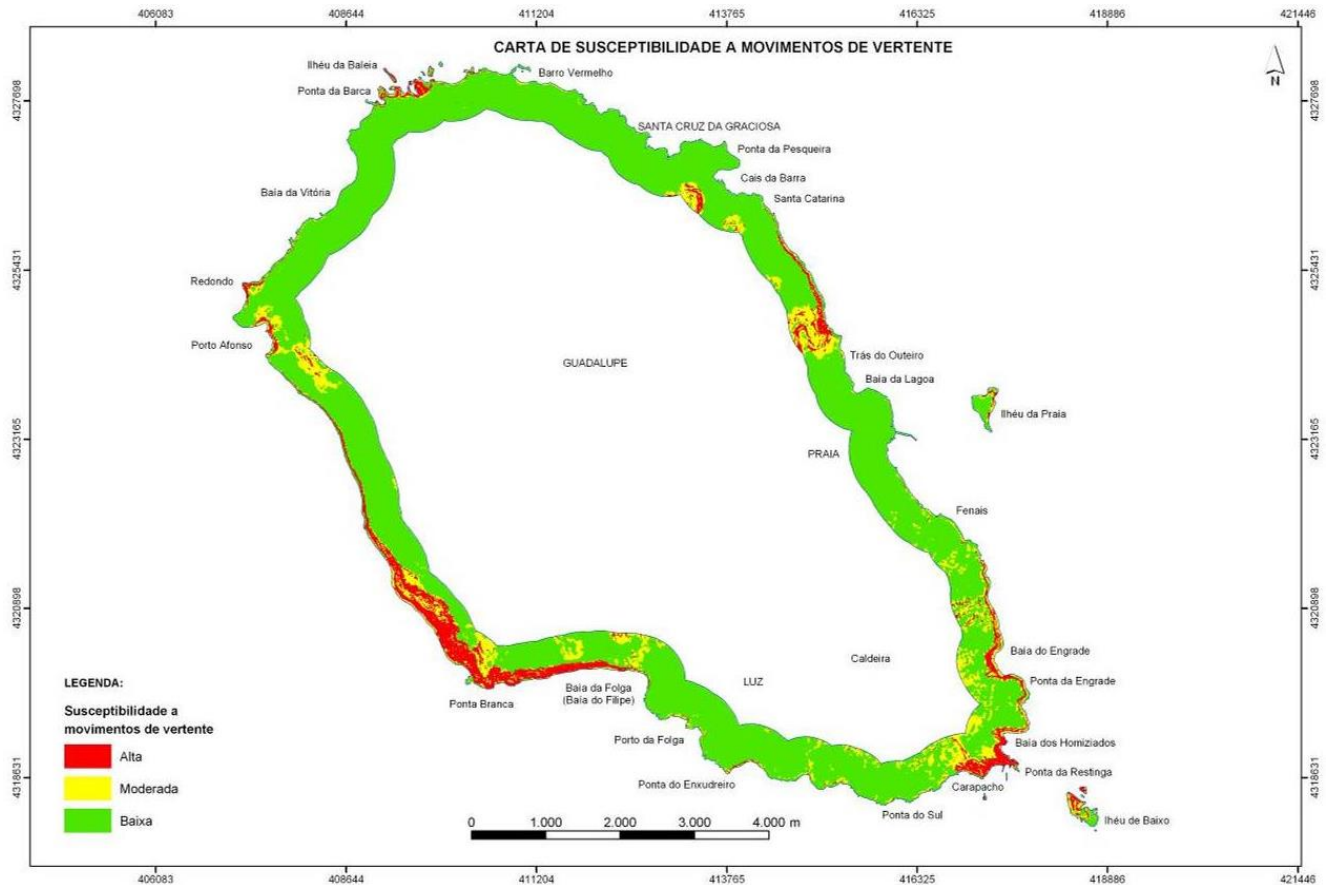 406083 408644 411204 413765 416325 418886 421446
CARTA DE SUSCEPTIBILIDADE A MOVIMENTOS DE VERTENTE
N
Ilhéu da Baleia
Barro Vermelho
Ponta da Barca
4327698 4327698
SANTA CRUZ DA GRACIOSA
Ponta da Pesqueira
Cais da Barra
Baía da Vitória
Santa Catarina
4325431 4325431
Redondo
Porto Afonso
Trás do Outeiro
GUADALUPE
Baía da Lagoa
Ilhéu da Praia
4323165 4323165
PRAIA
Fenais
4320898 4320898
Baia do Engrade
Caldeira
Ponta da Engrade
LUZ
Baía da Folga
(Baía do Filipe)
Ponta Branca
Porto da Folga
Baía dos Homiziados
Ponta da Restinga
4318631 4318631
Ponta do Enxudreiro
Carapacho
Ponta do Sul
Ilhéu de Baixo
LEGENDA:
Susceptibilidade a
movimentos de vertente
Alta
Moderada
Baixa
0 1.000 2.000 3.000 4.000 m
406083 408644 411204 413765 416325 418886 421446